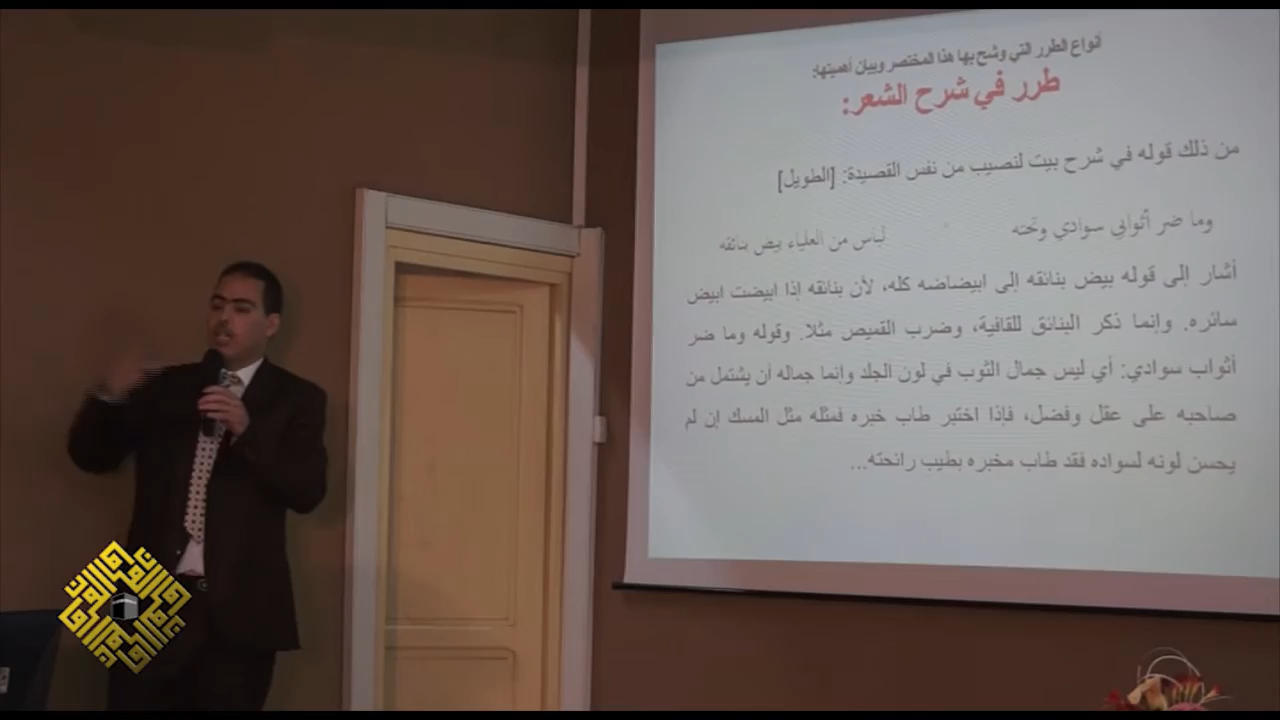 أنواع الطرر التي وشح بها هذا المختصر وبيان أهميتها:
طرر في شرح الشعر:
من ذلك قوله في شرح بيت لنصيب من نفس القصيدة: [الطويل]
وما ضر أثوابي سوادي وتحته لباس من العلياء بيض بنائقه
أشار إلى قوله بيض بنائقه إلى ابيضاضه كله، لأن بنائقه إذا ابيضت ابيض
سائره. وإنما ذكر البنائق للقافية، وضرب القميص مثلا. وقوله وما ضر
أثواب سوادي: أي ليس جمال الثوب في لون الجلد وإنما جماله أن يشتمل من
صاحبه على عقل وفضل، فإذا اختبر طاب خبره فمثله مثل المسك إن لم
يحسن لونه لسواده فقد طاب مخبره بطيب رائحته...